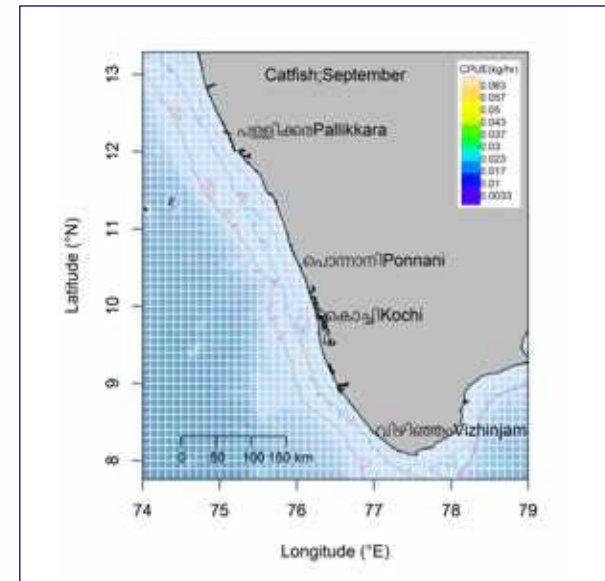 Catfish;September
CPUE(kg/hr)
0.063
0.057
0.05
0.043
0.037
0.03
0.023
0.017
0.01
0.0033
പള്ളിക്കര Pallikkara
പൊന്നാനി Ponnani
കൊച്ചി Kochi
വിഴിഞ്ഞം Vizhinjam
0 50 100 150 km
13
12
11
10
9
8
Latitude (°N)
74 75 76 77 78 79
Longitude (°E)